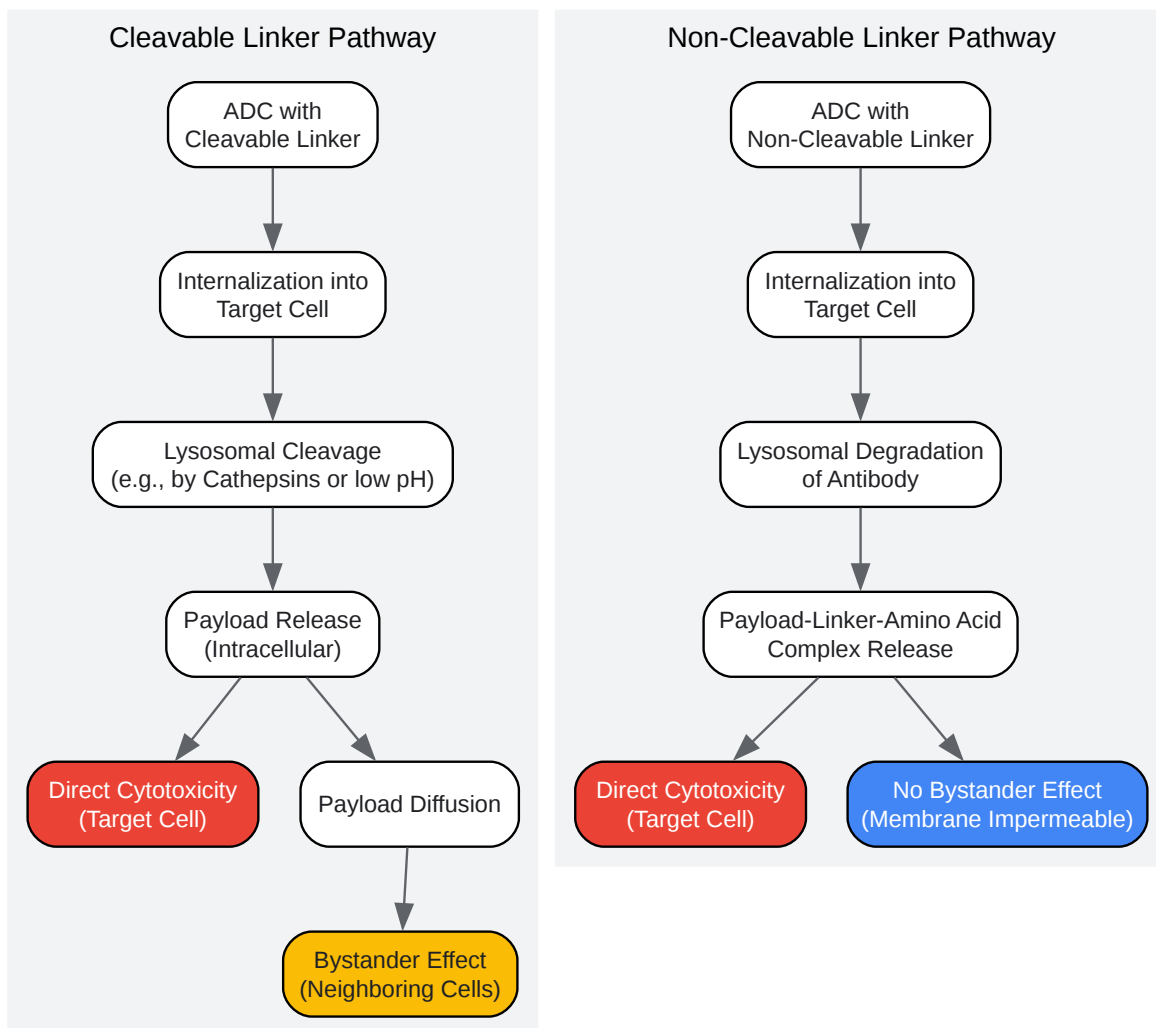 Cleavable Linker Pathway
ADC with
Cleavable Linker
Internalization into
Target Cell
Lysosomal Cleavage
(e.g., by Cathepsins or low pH)
Payload Release
(Intracellular)
Direct Cytotoxicity
(Target Cell)
Payload Diffusion
Bystander Effect
(Neighboring Cells)
Non-Cleavable Linker Pathway
ADC with
Non-Cleavable Linker
Internalization into
Target Cell
Lysosomal Degradation
of Antibody
Payload-Linker-Amino Acid
Complex Release
Direct Cytotoxicity
(Target Cell)
No Bystander Effect
(Membrane Impermeable)